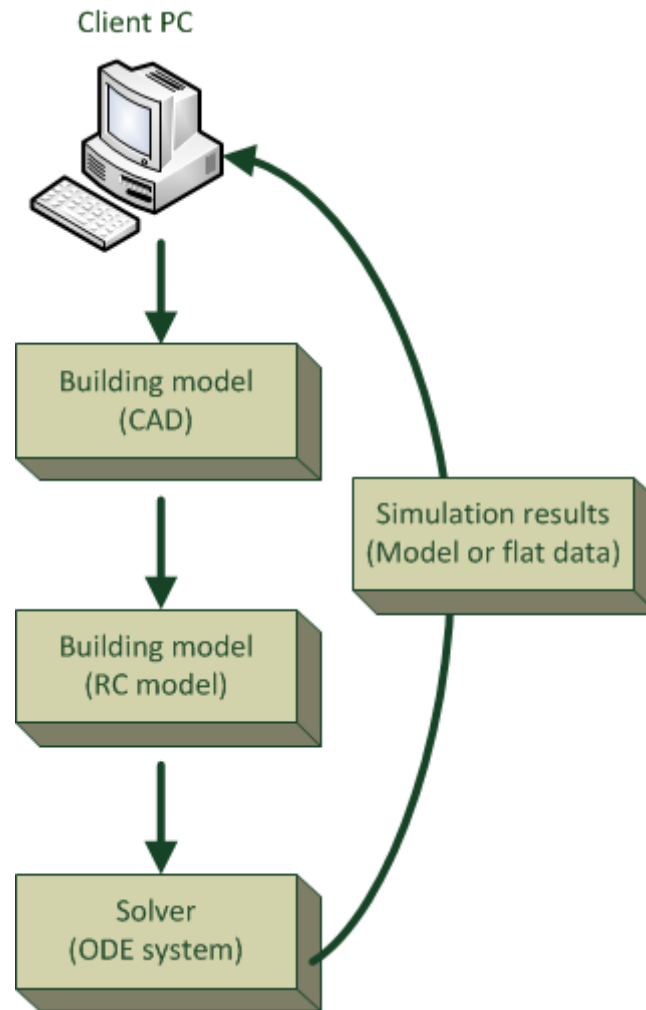 Client PC
Building model
(CAD)
Building model
(RC model)
Solver
(ODE system)
Simulation results
(Model or flat data)